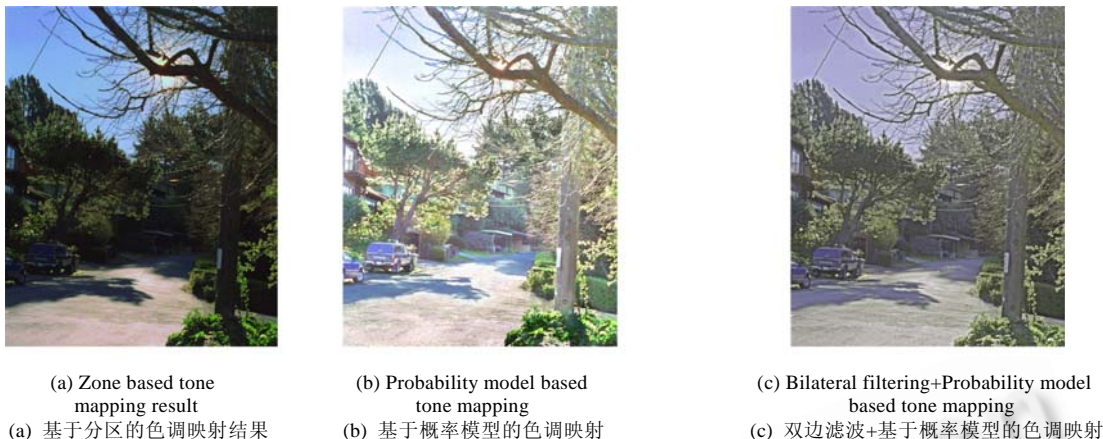 (a) Zone based tone
mapping result
(a) 基于分区的色调映射结果
(b) Probability model based
tone mapping
(b) 基于概率模型的色调映射
(c) Bilateral filtering+Probability model
based tone mapping
(c) 双边滤波+基于概率模型的色调映射